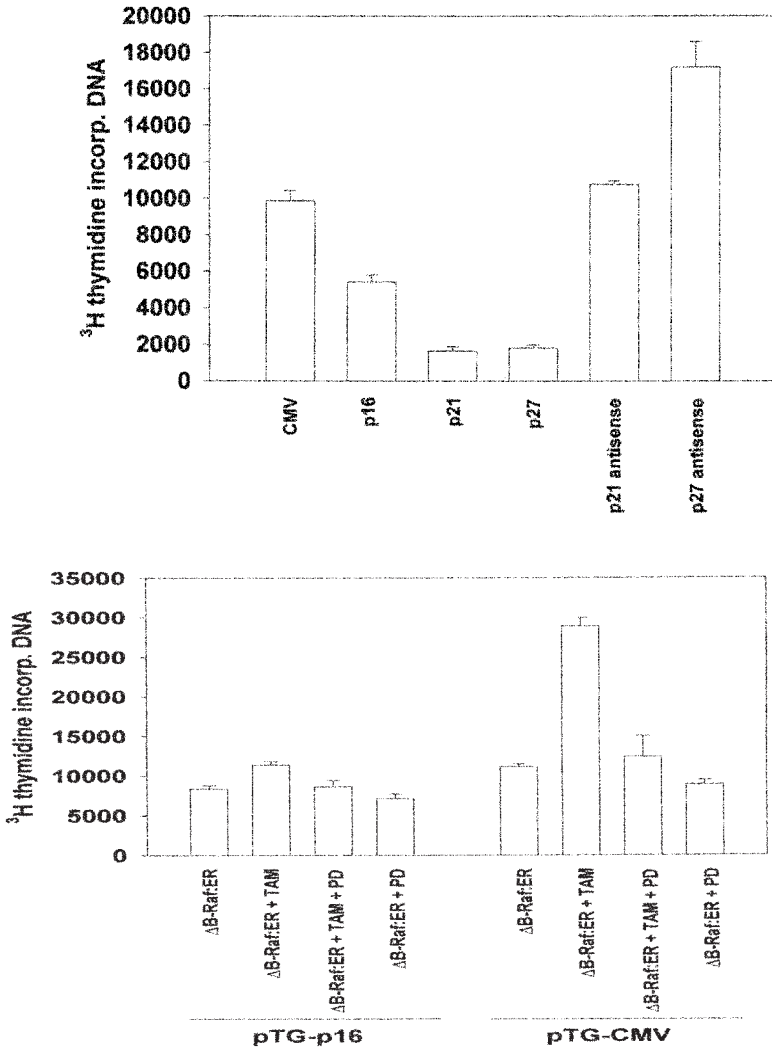 ³H thymidine incorp. DNA
20000
18000
16000
14000
12000
10000
8000
6000
4000
2000
0
CMV
p16
p21
p27
p21 antisense
p27 antisense
³H thymidine incorp. DNA
35000
30000
25000
20000
15000
10000
5000
0
ΔB-Raf:ER
ΔB-Raf:ER + TAM
ΔB-Raf:ER + TAM + PD
ΔB-Raf:ER + PD
ΔB-Raf:ER
ΔB-Raf:ER + TAM
ΔB-Raf:ER + TAM + PD
ΔB-Raf:ER + PD
pTG-p16
pTG-CMV